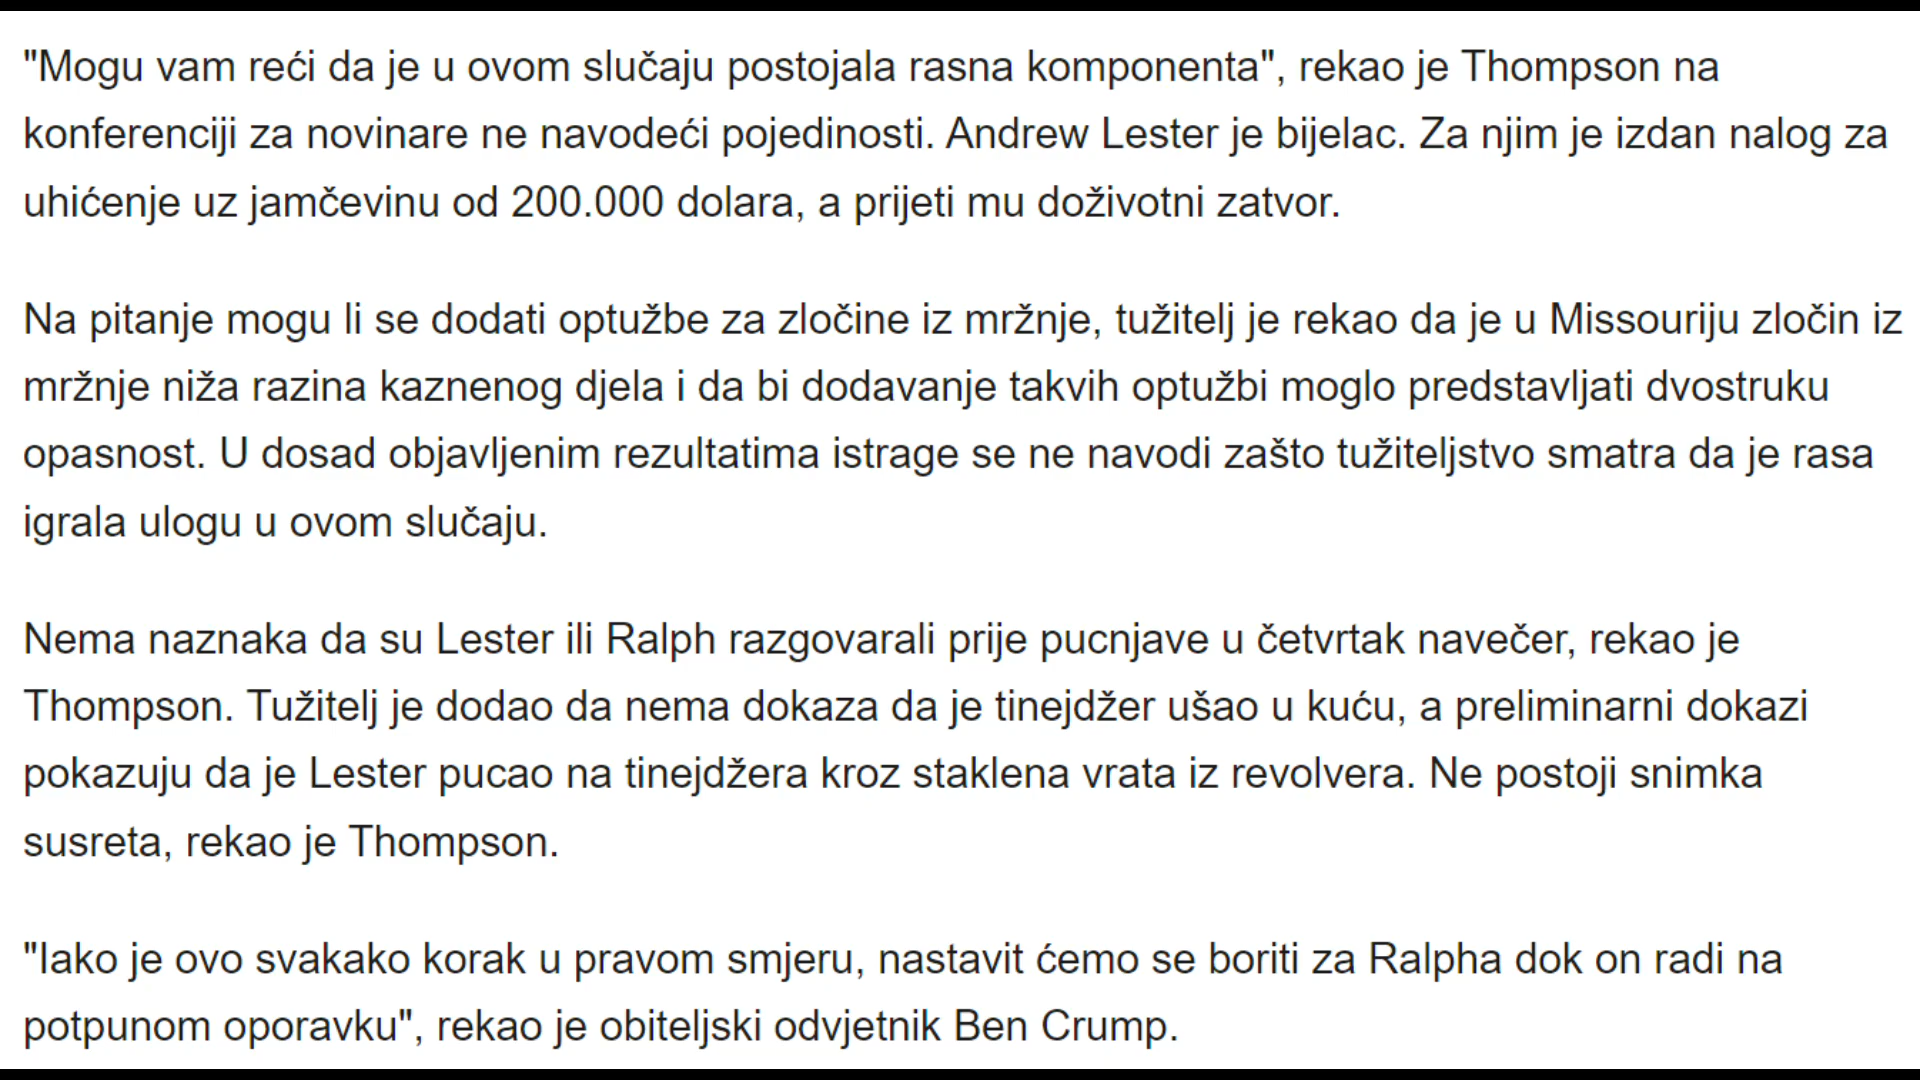 "Mogu vam reći da je u ovom slučaju postojala rasna komponenta", rekao je Thompson na
konferenciji za novinare ne navodeći pojedinosti. Andrew Lester je bijelac. Za njim je izdan nalog za
uhićenje uz jamčevinu od 200.000 dolara, a prijeti mu doživotni zatvor.
Na pitanje mogu li se dodati optužbe za zločine iz mržnje, tužitelj je rekao da je u Missouriju zločin iz
mržnje niža razina kaznenog djela i da bi dodavanje takvih optužbi moglo predstavljati dvostruku
opasnost. U dosad objavljenim rezultatima istrage se ne navodi zašto tužiteljstvo smatra da je rasa
igrala ulogu u ovom slučaju.
Nema naznaka da su Lester ili Ralph razgovarali prije pucnjave u četvrtak navečer, rekao je
Thompson. Tužitelj je dodao da nema dokaza da je tinejdžer ušao u kuću, a preliminarni dokazi
pokazuju da je Lester pucao na tinejdžera kroz staklena vrata iz revolvera. Ne postoji snimka
susreta, rekao je Thompson.
"Iako je ovo svakako korak u pravom smjeru, nastavit ćemo se boriti za Ralpha dok on radi na
potpunom oporavku", rekao je obiteljski odvjetnik Ben Crump.